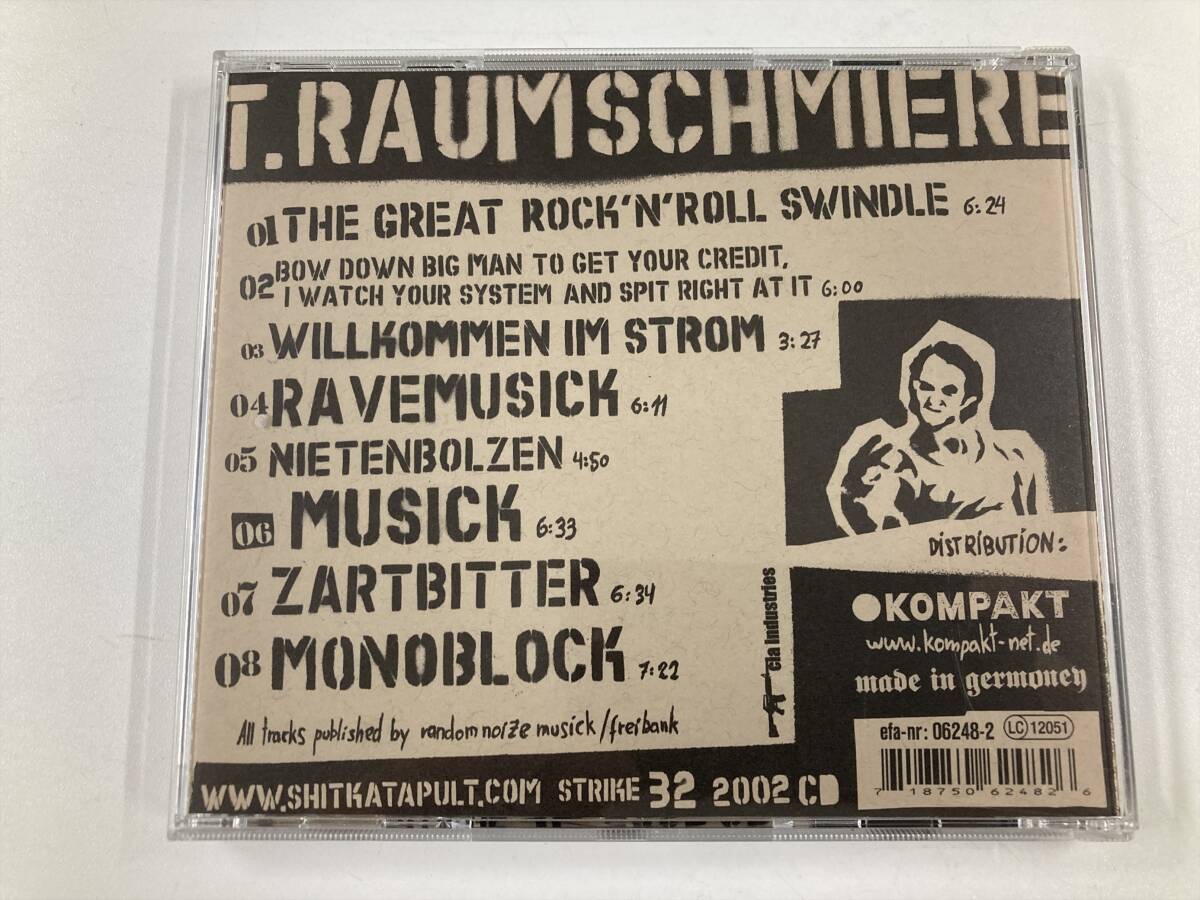 T.RAUMSCHMIERE
01 THE GREAT ROCK'N'ROLL SWINDLE 6:24
02 BOW DOWN BIG MAN TO GET YOUR CREDIT,
I WATCH YOUR SYSTEM AND SPIT RIGHT AT IT 6:00
03 WILLKOMMEN IM STROM 3:27
04 RAVEMUSICK 6:11
05 NIETENBOLZEN 4:50
06 MUSICK 6:33
07 ZARTBITTER 6:34
08 MONOBLOCK 7:22
All tracks published by random noize musick/freibank
cia industries
DISTRIBUTION:
KOMPAKT
www.kompakt-net.de
made in germoney
efa-nr: 06248-2 LC 12051
7 18750 62482 6
WWW.SHITKATAPULT.COM STRIKE 32 2002 CD